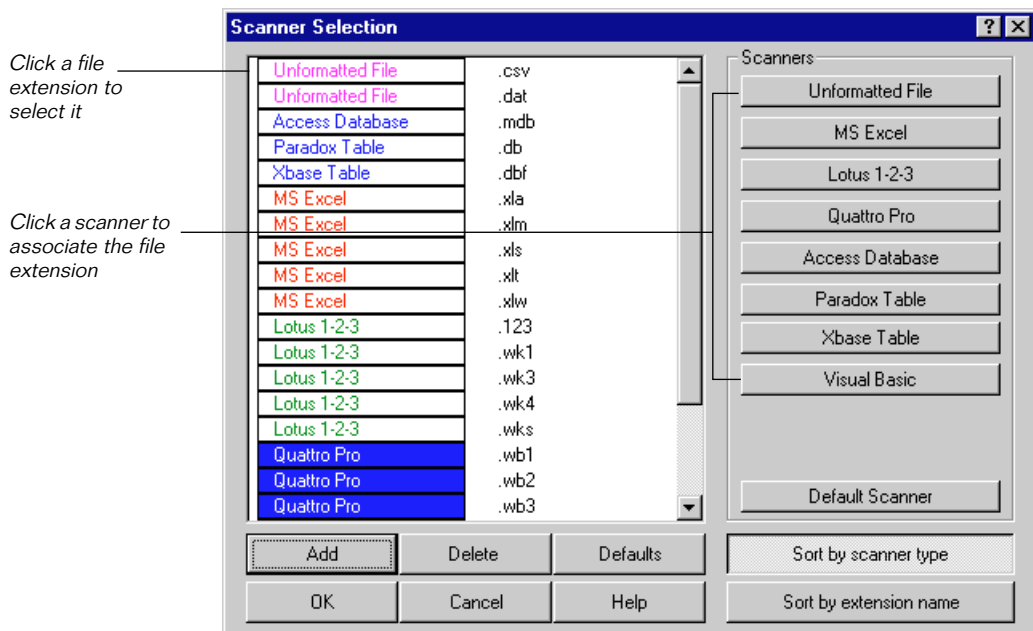 Scanner Selection
Click a file
extension to
select it
Click a scanner to
associate the file
extension
Unformatted File .csv
Unformatted File .dat
Access Database .mdb
Paradox Table .db
Xbase Table .dbf
MS Excel .xla
MS Excel .xlm
MS Excel .xls
MS Excel .xlt
MS Excel .xlw
Lotus 1-2-3 .123
Lotus 1-2-3 .wk1
Lotus 1-2-3 .wk3
Lotus 1-2-3 .wk4
Lotus 1-2-3 .wks
Quattro Pro .wb1
Quattro Pro .wb2
Quattro Pro .wb3
Scanners
Unformatted File
MS Excel
Lotus 1-2-3
Quattro Pro
Access Database
Paradox Table
Xbase Table
Visual Basic
Default Scanner
Add Delete Defaults Sort by scanner type
OK Cancel Help Sort by extension name